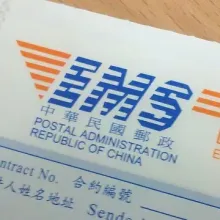 EMS
中華民國郵政
POSTAL ADMINISTRATION
REPUBLIC OF CHINA
ntract No. 合約編號
人姓名地址 Sende